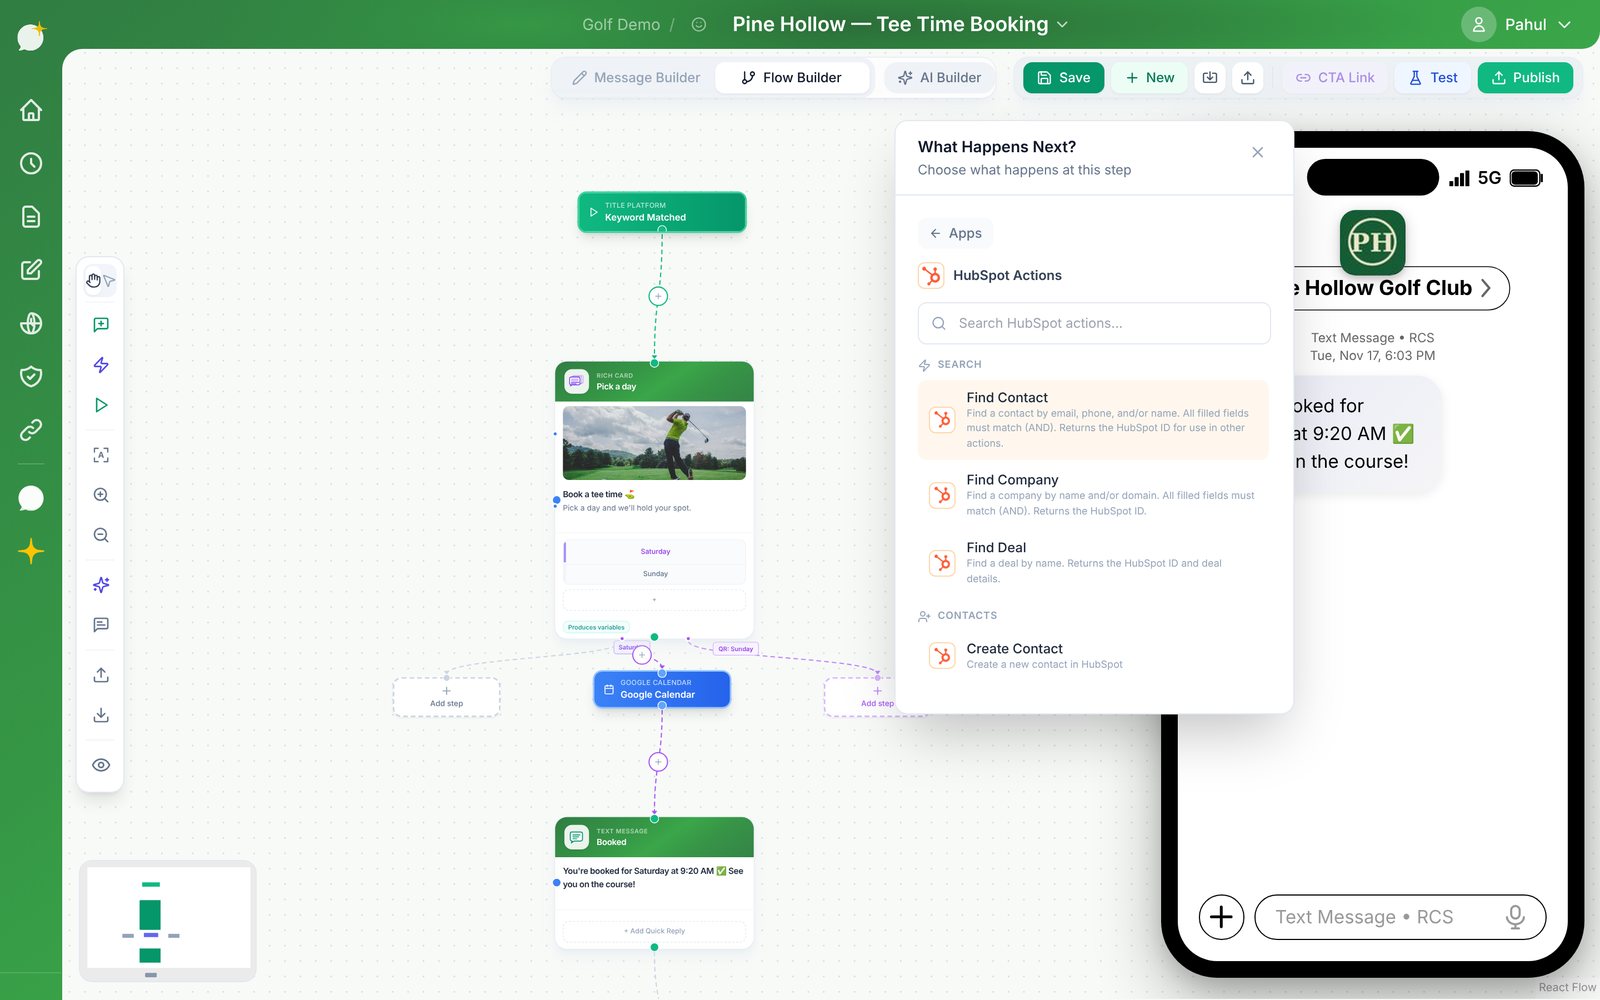 Golf Demo /
Pine Hollow — Tee Time Booking
Pahul
Message Builder
Flow Builder
AI Builder
Save
New
CTA Link
Test
Publish
What Happens Next?
Choose what happens at this step
Apps
HubSpot Actions
Search HubSpot actions...
SEARCH
Find Contact
Find a contact by email, phone, and/or name. All filled fields
must match (AND). Returns the HubSpot ID for use in other
actions.
Find Company
Find a company by name and/or domain. All filled fields must
match (AND). Returns the HubSpot ID.
Find Deal
Find a deal by name. Returns the HubSpot ID and deal
details.
CONTACTS
Create Contact
Create a new contact in HubSpot
TITLE PLATFORM
Keyword Matched
RICH CARD
Pick a day
Book a tee time ⛳
Pick a day and we'll hold your spot.
Saturday
Sunday
Produces variables
QR: Sunday
Add step
GOOGLE CALENDAR
Google Calendar
Add step
TEXT MESSAGE
Booked
You're booked for Saturday at 9:20 AM ✅ See
you on the course!
+ Add Quick Reply
5G
PH
Hollow Golf Club
Text Message • RCS
Tue, Nov 17, 6:03 PM
for
at 9:20 AM ✅
the course!
Text Message • RCS
React Flow